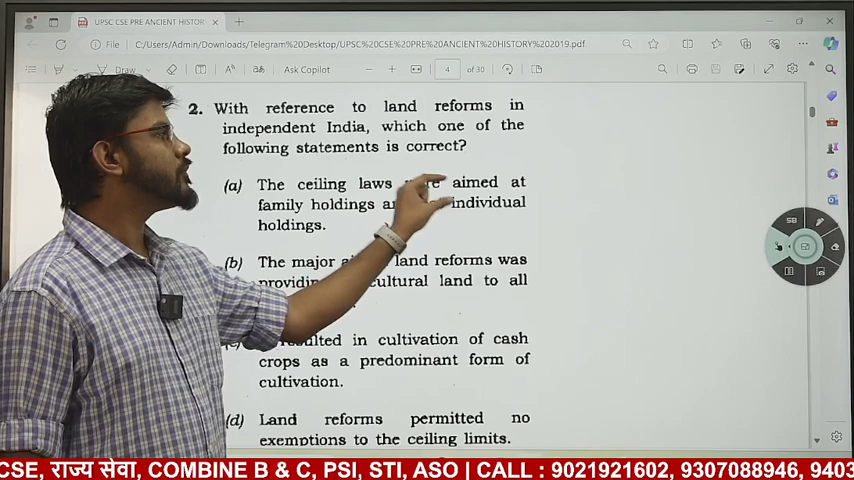 UPSC CSE PRE ANCIENT HISTOR
File
C:/Users/Admin/Downloads/Telegram%20Desktop/UPSC%20CSE%20PRE%20ANCIENT%20HISTORY%202019.pdf
Draw
Ask Copilot
4 of 30
2. With reference to land reforms in
independent India, which one of the
following statements is correct?
(a) The ceiling laws were aimed at
family holdings individual
holdings.
(b) The major land reforms was
land to all
resulted in cultivation of cash
crops as a predominant form of
cultivation.
(d) Land reforms permitted no
exemptions to the ceiling limits.
SB
CSE, राज्य सेवा, COMBINE B & C, PSI, STI, ASO | CALL : 9021921602, 9307088946, 9403